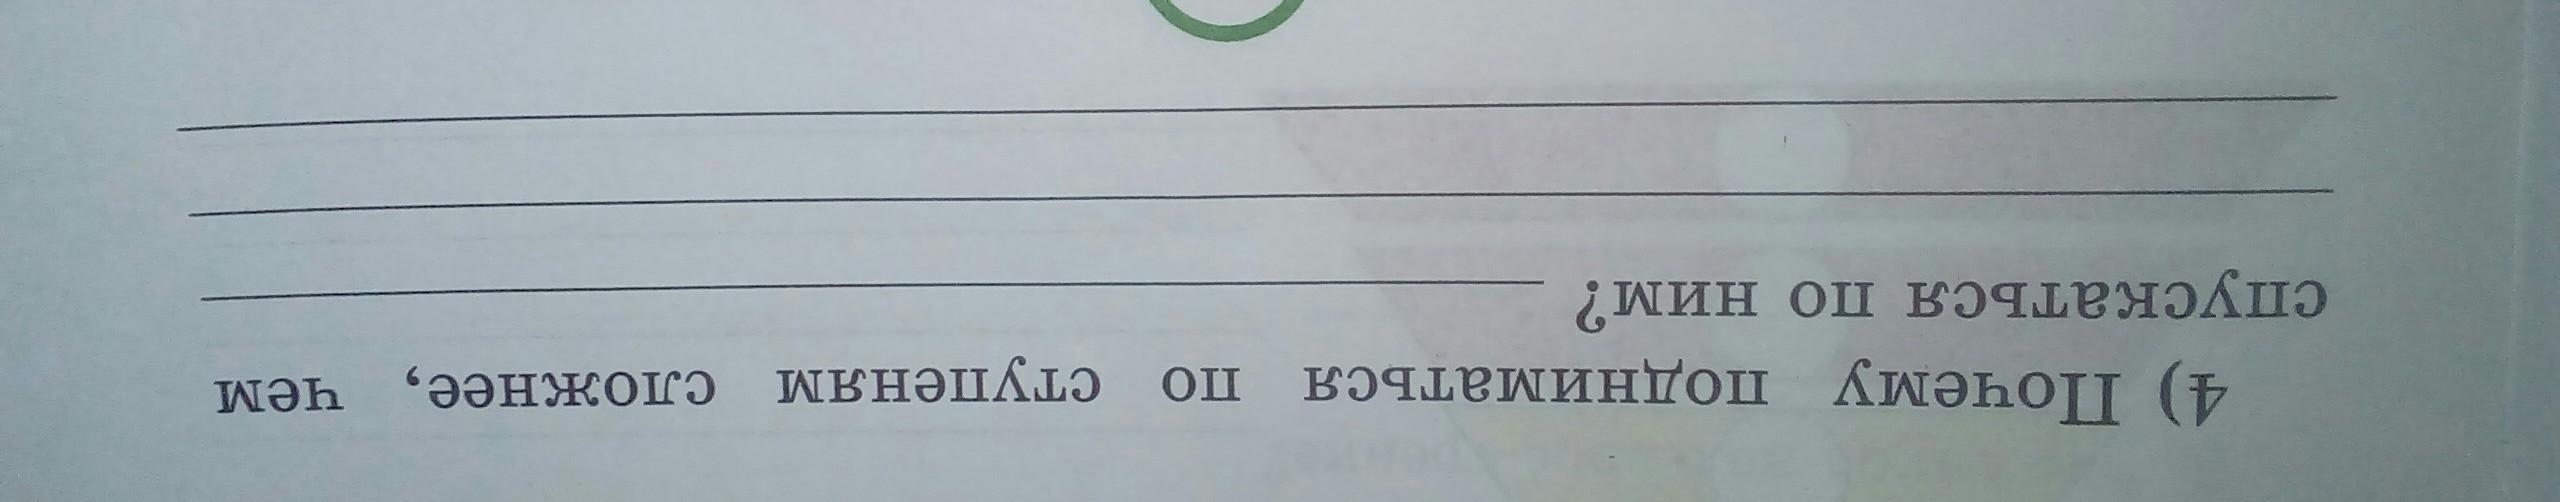 4) Почему подниматься по ступеням сложнее, чем
спускаться по ним?